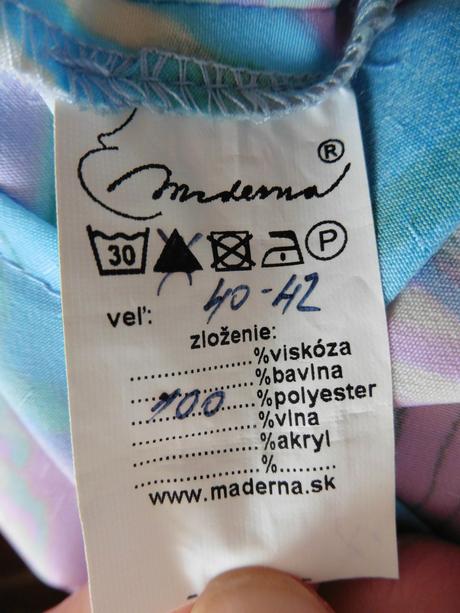 Maderna ®
30 P
veľ: 40-42
zloženie:
....................%viskóza
....................%bavlna
100 %polyester
....................%vlna
....................%akryl
....................%.........
www.maderna.sk